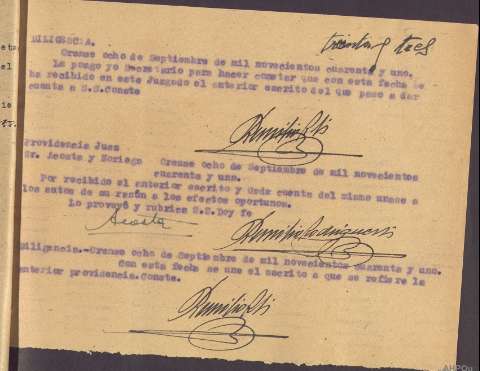 treinta y tres
DILIGENCIA.
Orense ocho de Septiembre de mil novecientos cuarenta y uno.
La pongo yo Secretario para hacer constar que con esta fecha se
ha recibido en este Juzgado el anterior escrito del que paso a dar
cuenta a S.S. Conste
Providencia Juez
Sr. Acosta y Noriega Orense ocho de Septiembre de mil novecientos
cuarenta y uno.
Por recibido el anterior escrito y Orde cuenta del mismo unase a
los autos de su razón a los efectos oportunos.
Lo proveyó y rubrica S.S. Doy fe
Acosta
Diligencia.-Orense ocho de Septiembre de mil novecientos cuarenta y uno.
Con esta fecha se une el escrito a que se refiere la
anterior providencia. Conste.